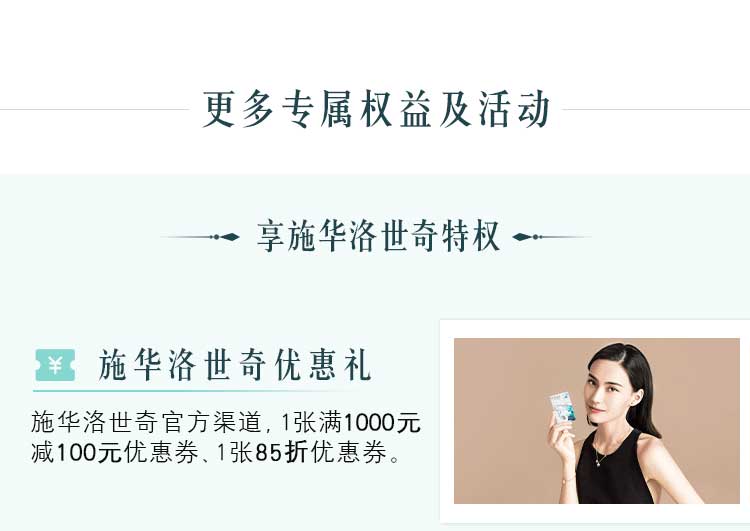 更多专属权益及活动
享施华洛世奇特权
¥ 施华洛世奇优惠礼
施华洛世奇官方渠道, 1张满1000元
减100元优惠券、1张85折优惠券。